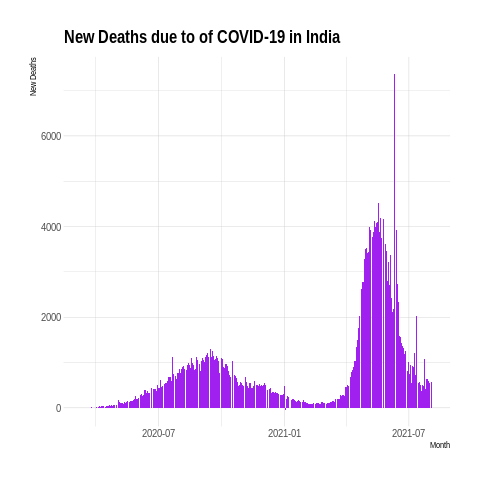 New Deaths due to of COVID-19 in India
New Deaths
6000
4000
2000
0
2020-07
2021-01
2021-07
Month